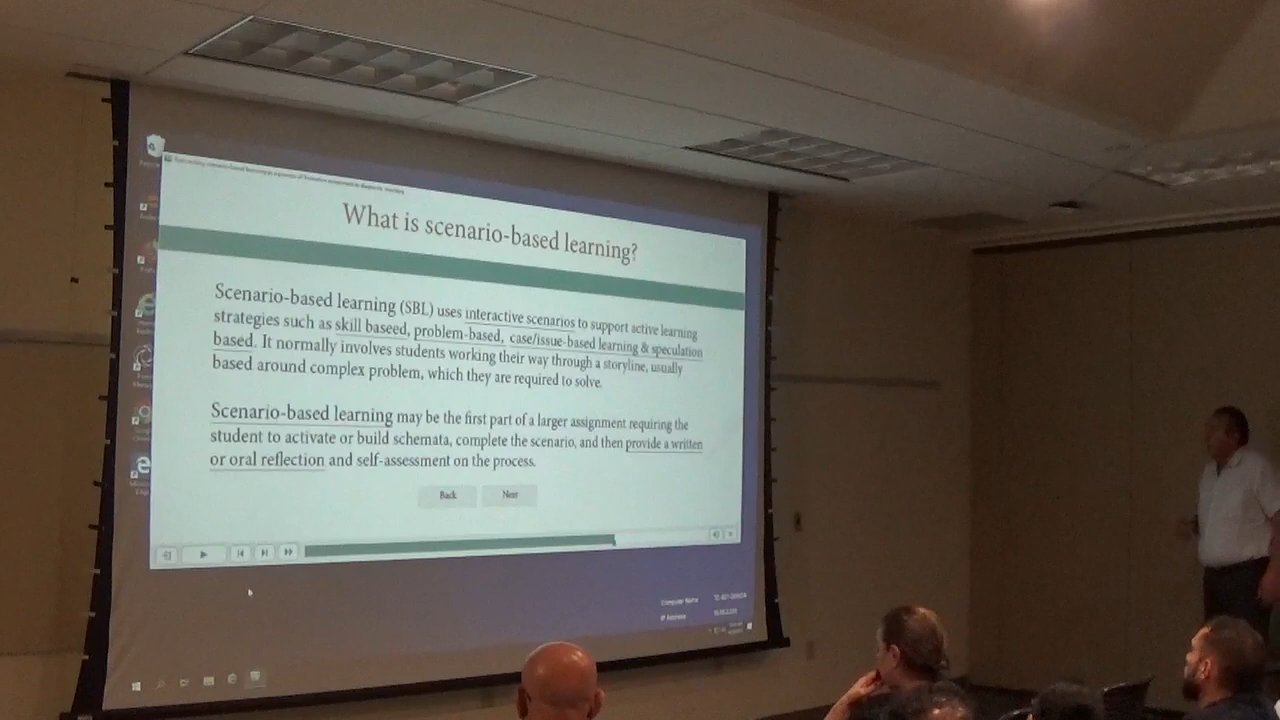 What is scenario-based learning?
Scenario-based learning (SBL) uses interactive scenarios to support active learning
strategies such as skill baseed, problem-based, case/issue-based learning & speculation
based. It normally involves students working their way through a storyline, usually
based around complex problem, which they are required to solve.
Scenario-based learning may be the first part of a larger assignment requiring the
student to activate or build schemata, complete the scenario, and then provide a written
or oral reflection and self-assessment on the process.
Back Next
Computer Name
IP Address